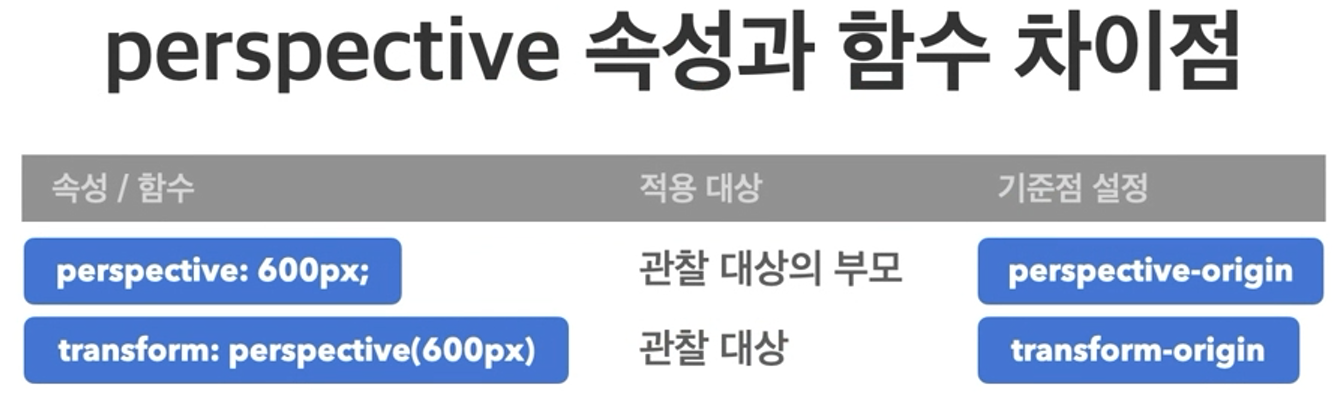 perspective 속성과 함수 차이점
속성 / 함수 적용 대상 기준점 설정
perspective: 600px; 관찰 대상의 부모 perspective-origin
transform: perspective(600px) 관찰 대상 transform-origin